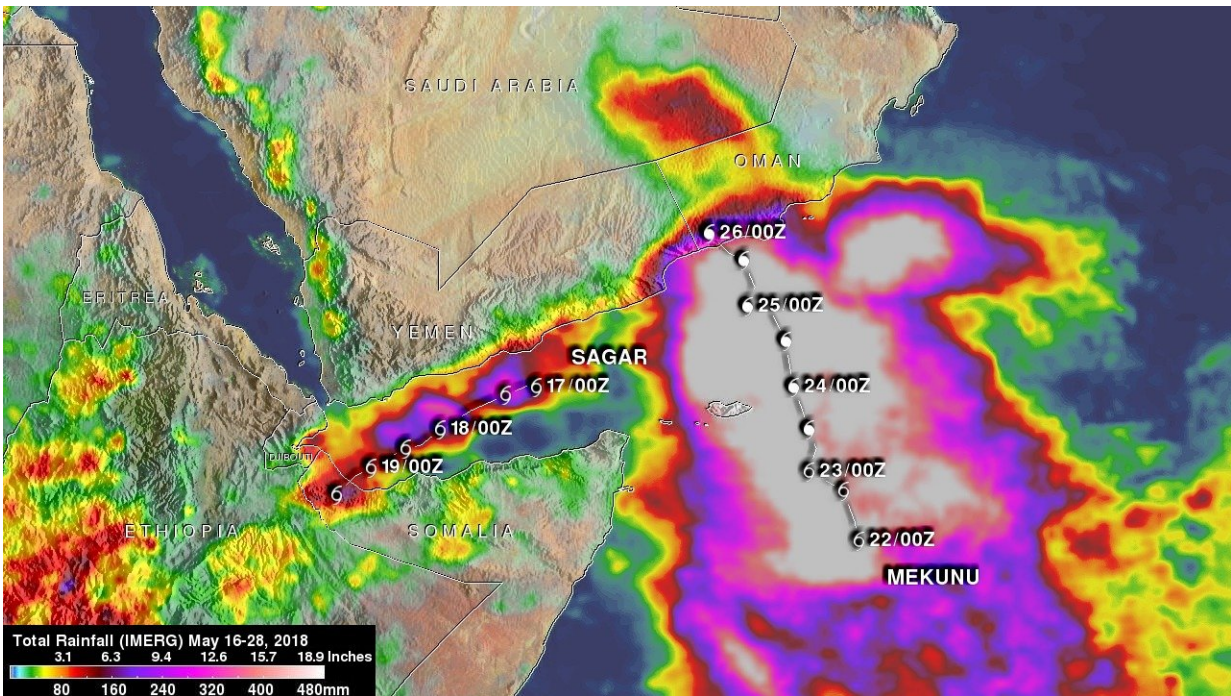 SAUDI ARABIA
OMAN
26/00Z
ERITREA
25/00Z
YEMEN
SAGAR
17/00Z
24/00Z
18/00Z
DJIBOUTI
19/00Z
23/00Z
ETHIOPIA
SOMALIA
22/00Z
MEKUNU
Total Rainfall (IMERG) May 16-28, 2018
3.1 6.3 9.4 12.6 15.7 18.9 Inches
80 160 240 320 400 480mm